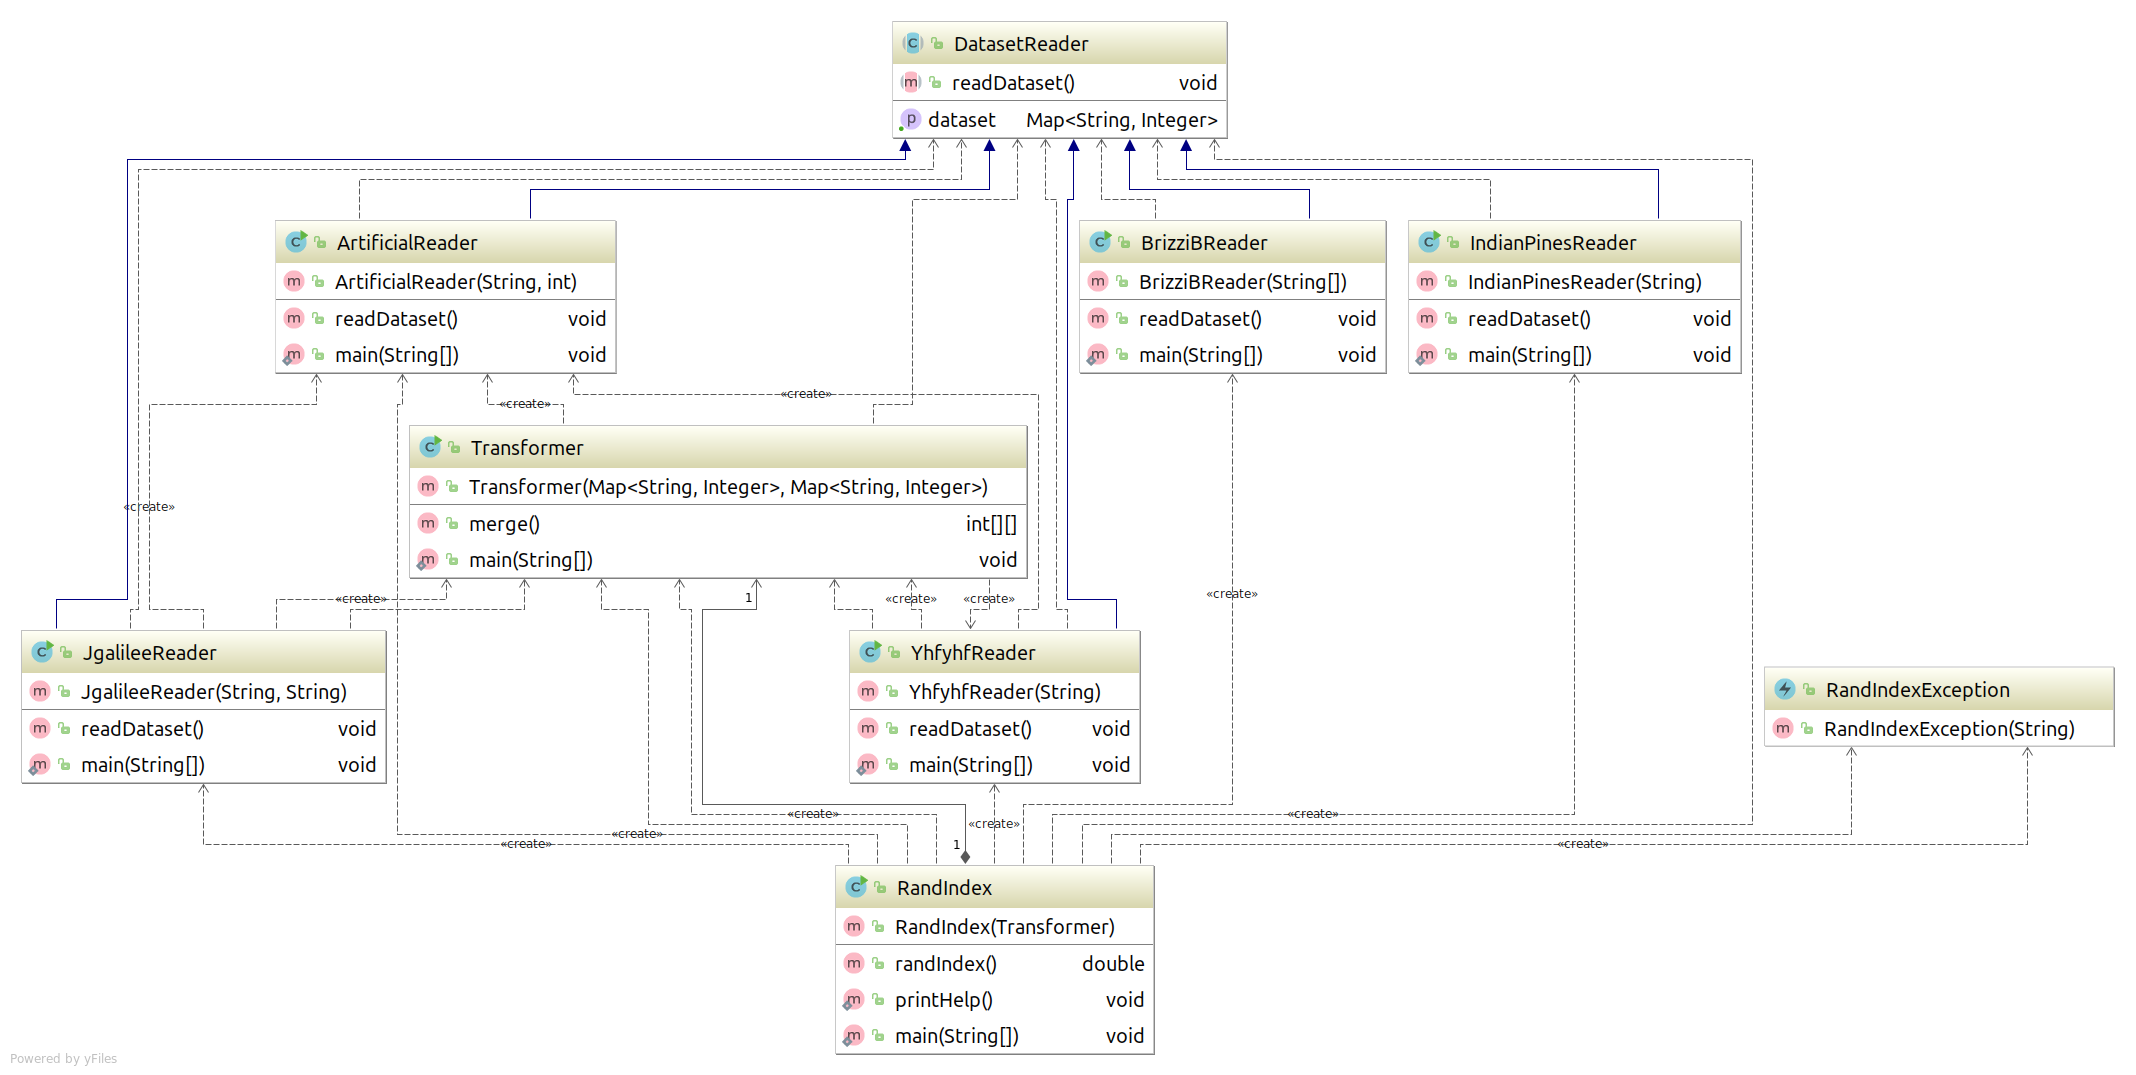 DatasetReader
readDataset() void
dataset Map<String, Integer>
ArtificialReader
ArtificialReader(String, int)
readDataset() void
main(String[]) void
BrizziBReader
BrizziBReader(String[])
readDataset() void
main(String[]) void
IndianPinesReader
IndianPinesReader(String)
readDataset() void
main(String[]) void
«create»
«create»
Transformer
Transformer(Map<String, Integer>, Map<String, Integer>)
merge() int[][]
main(String[]) void
«create»
«create»
«create»
1
«create»
«create»
JgalileeReader
JgalileeReader(String, String)
readDataset() void
main(String[]) void
YhfyhfReader
YhfyhfReader(String)
readDataset() void
main(String[]) void
RandIndexException
RandIndexException(String)
«create»
«create»
«create»
«create»
«create»
1
«create»
RandIndex
RandIndex(Transformer)
randIndex() double
printHelp() void
main(String[]) void
Powered by yFiles